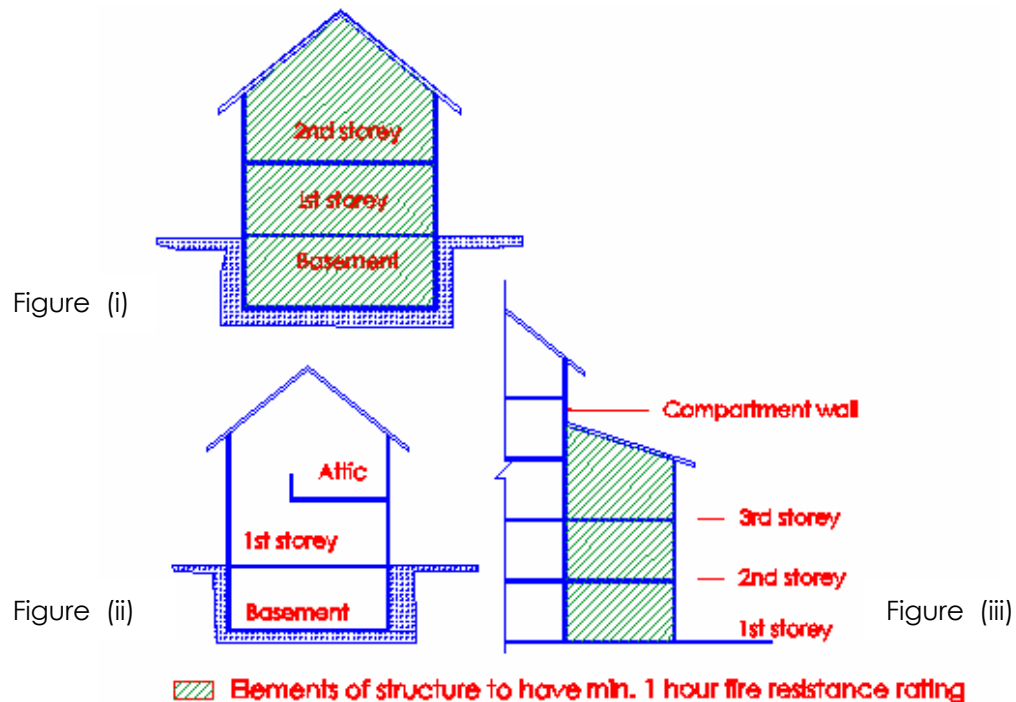 2nd storey
1st storey
Basement
Figure (i)
Compartment wall
Attic
3rd storey
1st storey
2nd storey
Basement
Figure (ii)
Figure (iii)
1st storey
Elements of structure to have min. 1 hour fire resistance rating